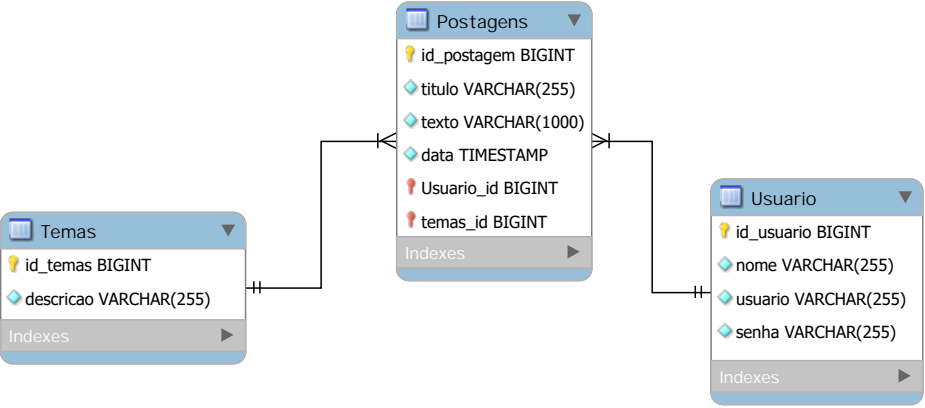 Postagens
id_postagem BIGINT
titulo VARCHAR(255)
texto VARCHAR(1000)
data TIMESTAMP
Usuario_id BIGINT
temas_id BIGINT
Indexes
Temas
id_temas BIGINT
descricao VARCHAR(255)
Indexes
Usuario
id_usuario BIGINT
nome VARCHAR(255)
usuario VARCHAR(255)
senha VARCHAR(255)
Indexes